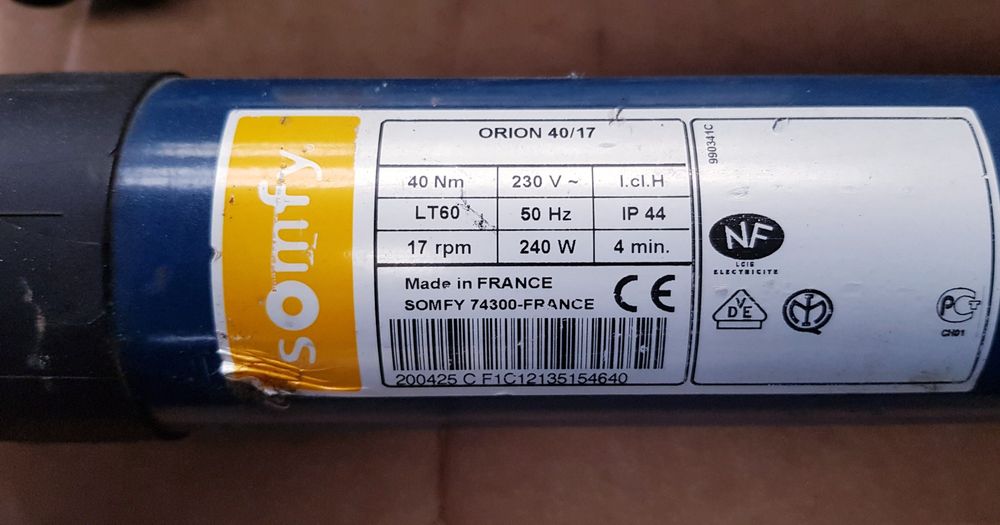 somfy.
ORION 40/17
40 Nm 230 V ~ I.cl.H
LT60 50 Hz IP 44
17 rpm 240 W 4 min.
Made in FRANCE
SOMFY 74300-FRANCE
CE
200425 C F1C12135154640
990341C
NF
LCIE
ELECTRICITE
VDE
PCT
CH01